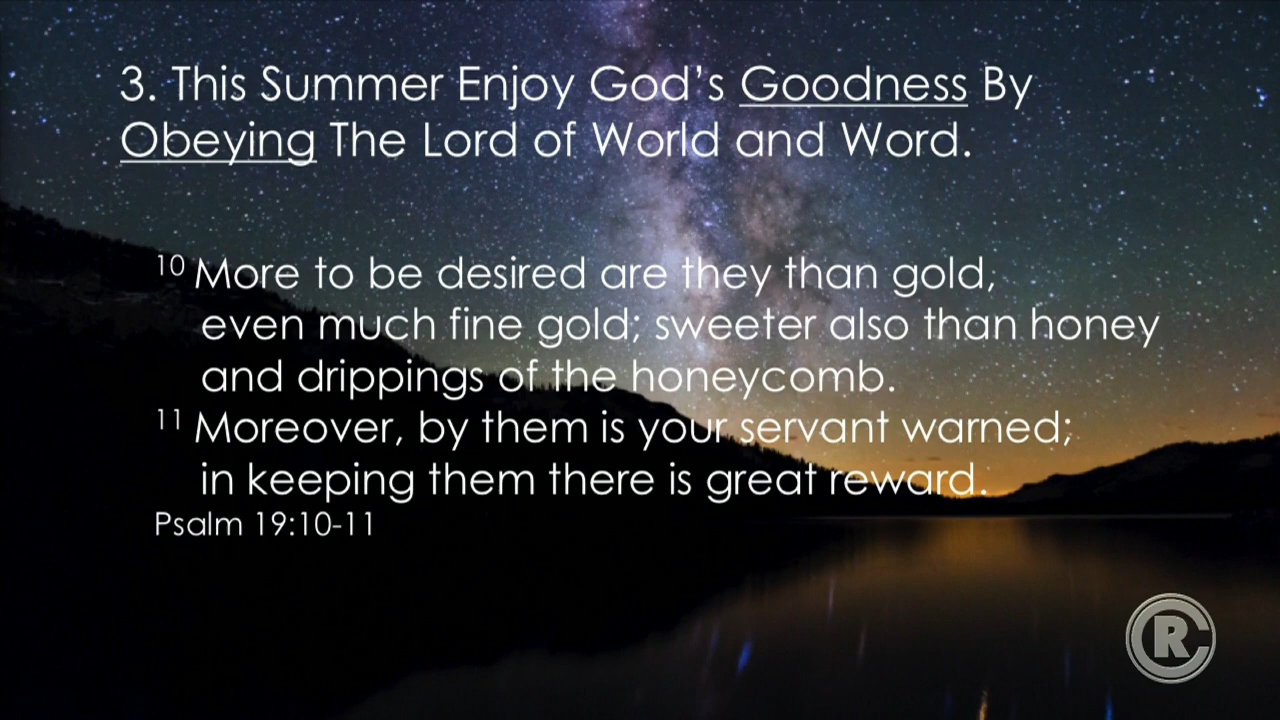 3. This Summer Enjoy God's Goodness By
Obeying The Lord of World and Word.
10 More to be desired are they than gold,
even much fine gold; sweeter also than honey
and drippings of the honeycomb.
11 Moreover, by them is your servant warned;
in keeping them there is great reward.
Psalm 19:10-11
CR